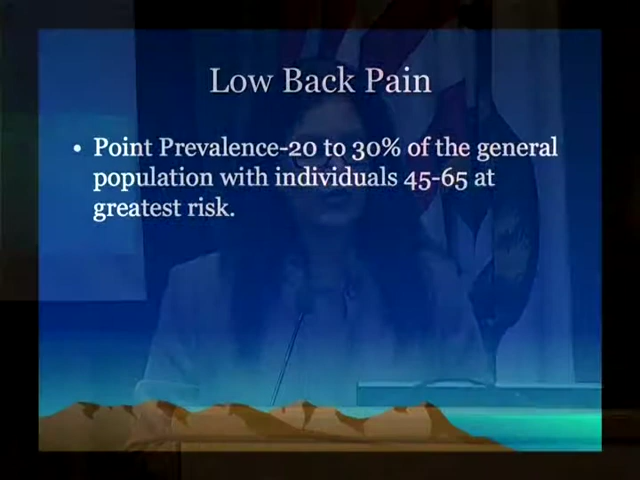 Low Back Pain
• Point Prevalence-20 to 30% of the general
population with individuals 45-65 at
greatest risk.